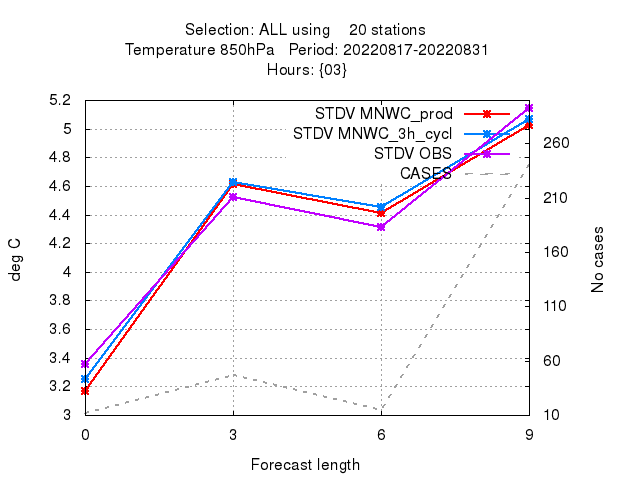 Selection: ALL using    20 stations
Temperature 850hPa   Period: 20220817-20220831
Hours: {03}
STDV MNWC_prod
STDV MNWC_3h_cycl
STDV OBS
CASES
5.2
5
4.8
4.6
4.4
4.2
4
3.8
3.6
3.4
3.2
3
deg C
260
210
160
110
60
10
No cases
0 3 6 9
Forecast length